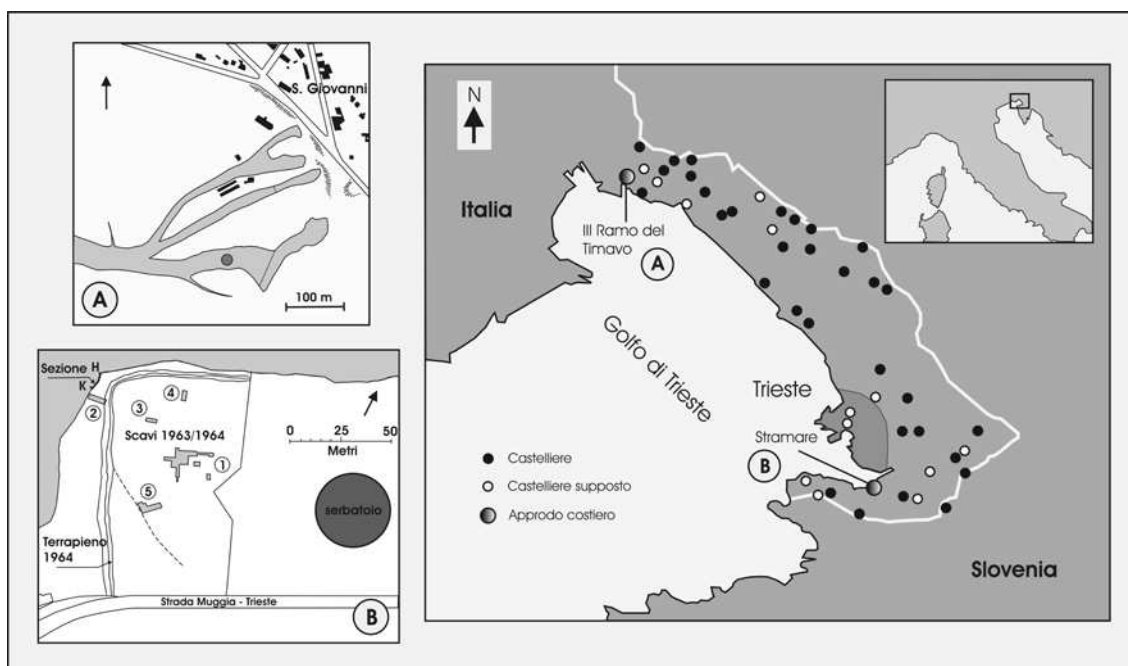 S. Giovanni
A
100 m
Sezione H
K
2
3
4
Scavi 1963/1964
1
5
0 25 50
Metri
serbatoio
Terrapieno
1964
Strada Muggia - Trieste
B
N
Italia
III Ramo del
Timavo
A
Golfo di Trieste
Trieste
Stramare
B
Castelliere
Castelliere supposto
Approdo costiero
Slovenia